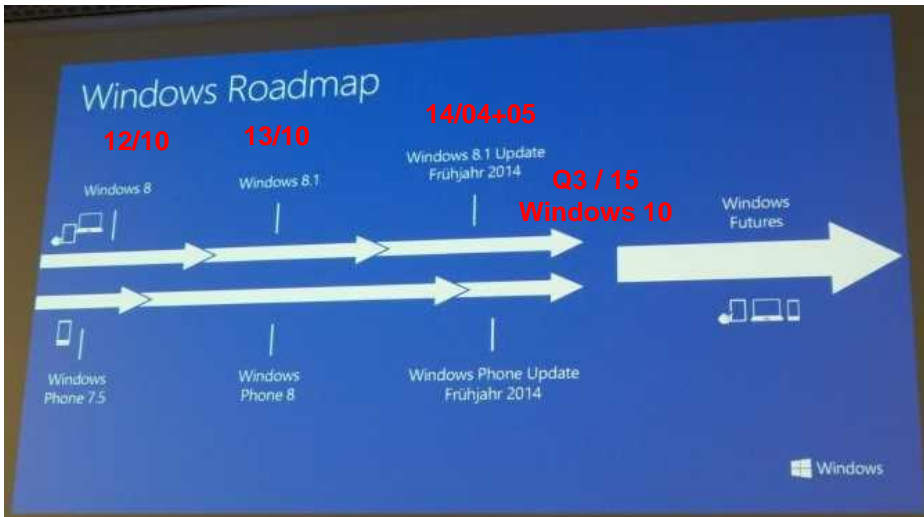 Windows Roadmap
12/10
13/10
14/04+05
Windows 8
Windows 8.1
Windows 8.1 Update
Frühjahr 2014
Q3 / 15
Windows 10
Windows
Futures
Windows
Phone 7.5
Windows
Phone 8
Windows Phone Update
Frühjahr 2014
Windows